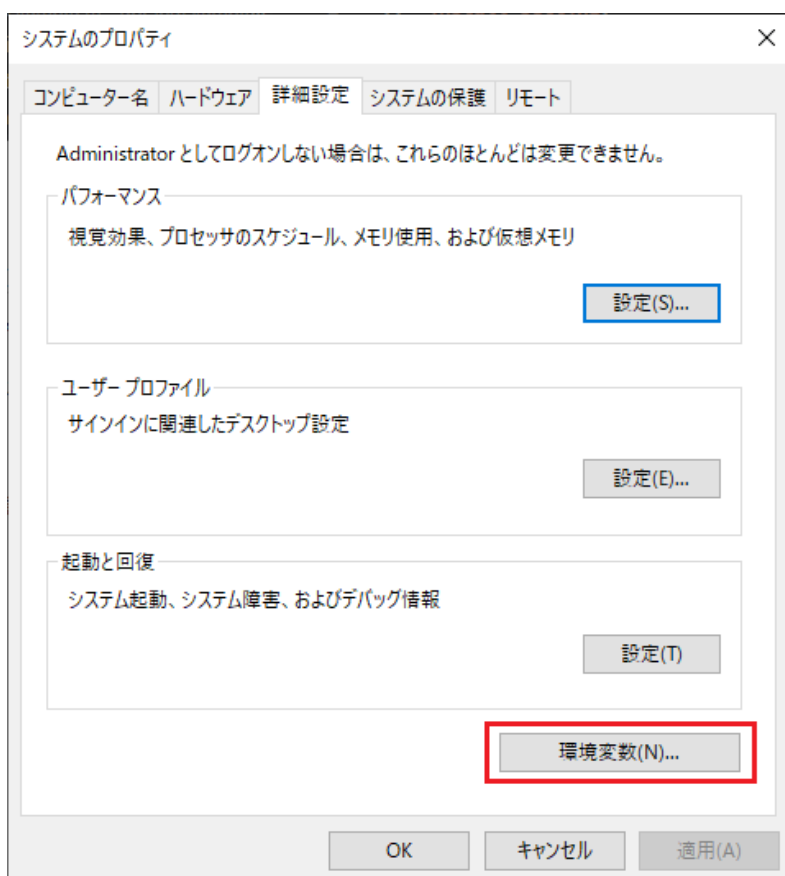 システムのプロパティ
コンピューター名 ハードウェア 詳細設定 システムの保護 リモート
Administrator としてログオンしない場合は、これらのほとんどは変更できません。
パフォーマンス
視覚効果、プロセッサのスケジュール、メモリ使用、および仮想メモリ
設定(S)...
ユーザー プロファイル
サインインに関連したデスクトップ設定
設定(E)...
起動と回復
システム起動、システム障害、およびデバッグ情報
設定(T)
環境変数(N)...
OK キャンセル 適用(A)